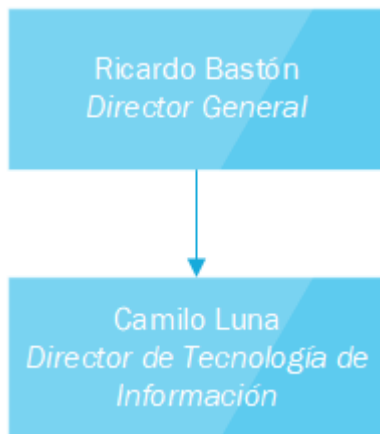 Ricardo Bastón
Director General
Camilo Luna
Director de Tecnología de
Información